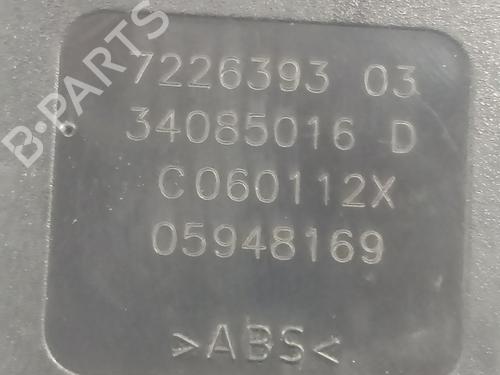 B-PARTS
7226393 03
34085016 D
C060112X
05948169
>ABS<